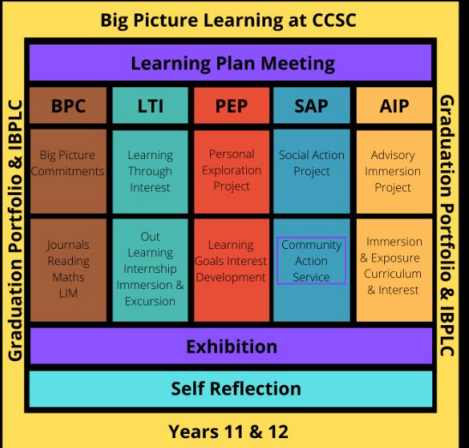 Big Picture Learning at CCSC
Graduation Portfolio & IBPLC
Learning Plan Meeting
BPC
LTI
PEP
SAP
AIP
Big Picture
Commitments
Learning
Through
Interest
Personal
Exploration
Project
Social Action
Project
Advisory
Immersion
Project
Journals
Reading
Maths
LIM
Out
Learning
Internship
Immersion &
Excursion
Learning
Goals Interest
Development
Community
Action
Service
Immersion
& Exposure
Curriculum
& Interest
Exhibition
Self Reflection
Graduation Portfolio & IBPLC
Years 11 & 12